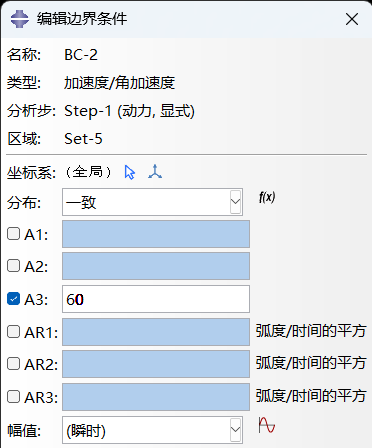 编辑边界条件
名称: BC-2
类型: 加速度/角加速度
分析步: Step-1 (动力, 显式)
区域: Set-5
坐标系: (全局)
分布: 一致 f(x)
A1:
A2:
A3: 60
AR1: 弧度/时间的平方
AR2: 弧度/时间的平方
AR3: 弧度/时间的平方
幅值: (瞬时)